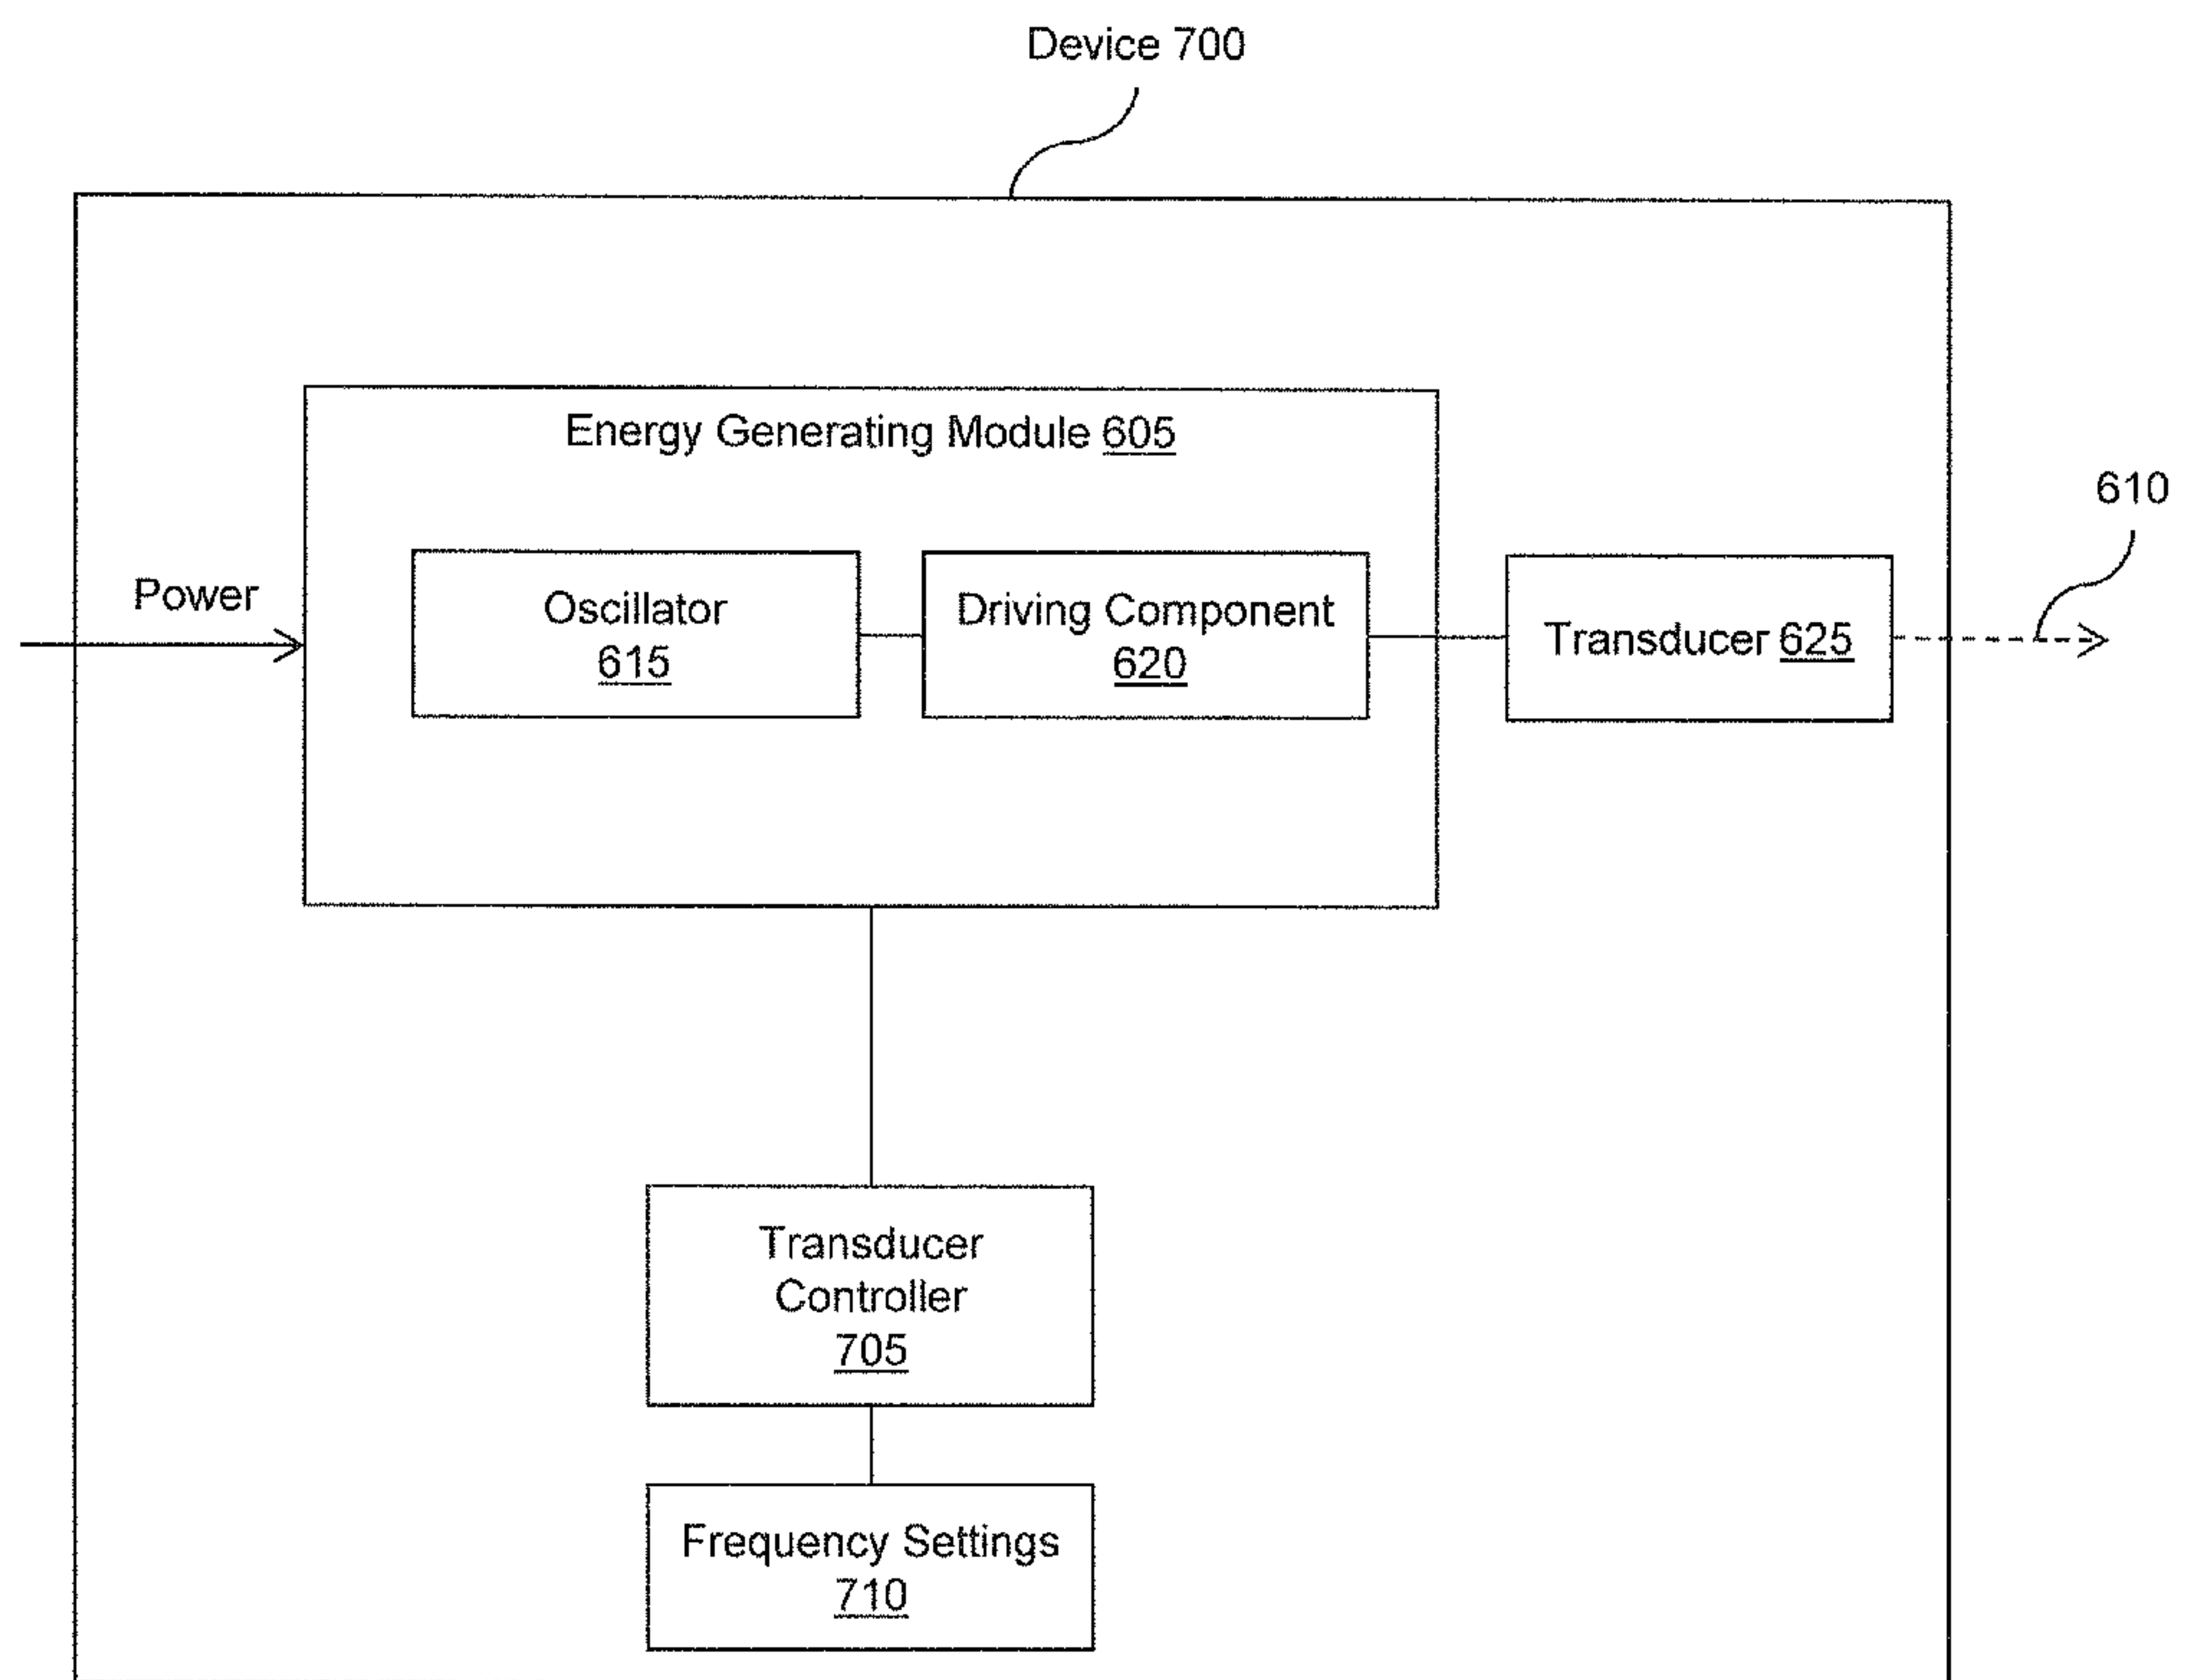 Device 700
Energy Generating Module 605
610
Power
Oscillator
615
Driving Component
620
Transducer 625
Transducer
Controller
705
Frequency Settings
710